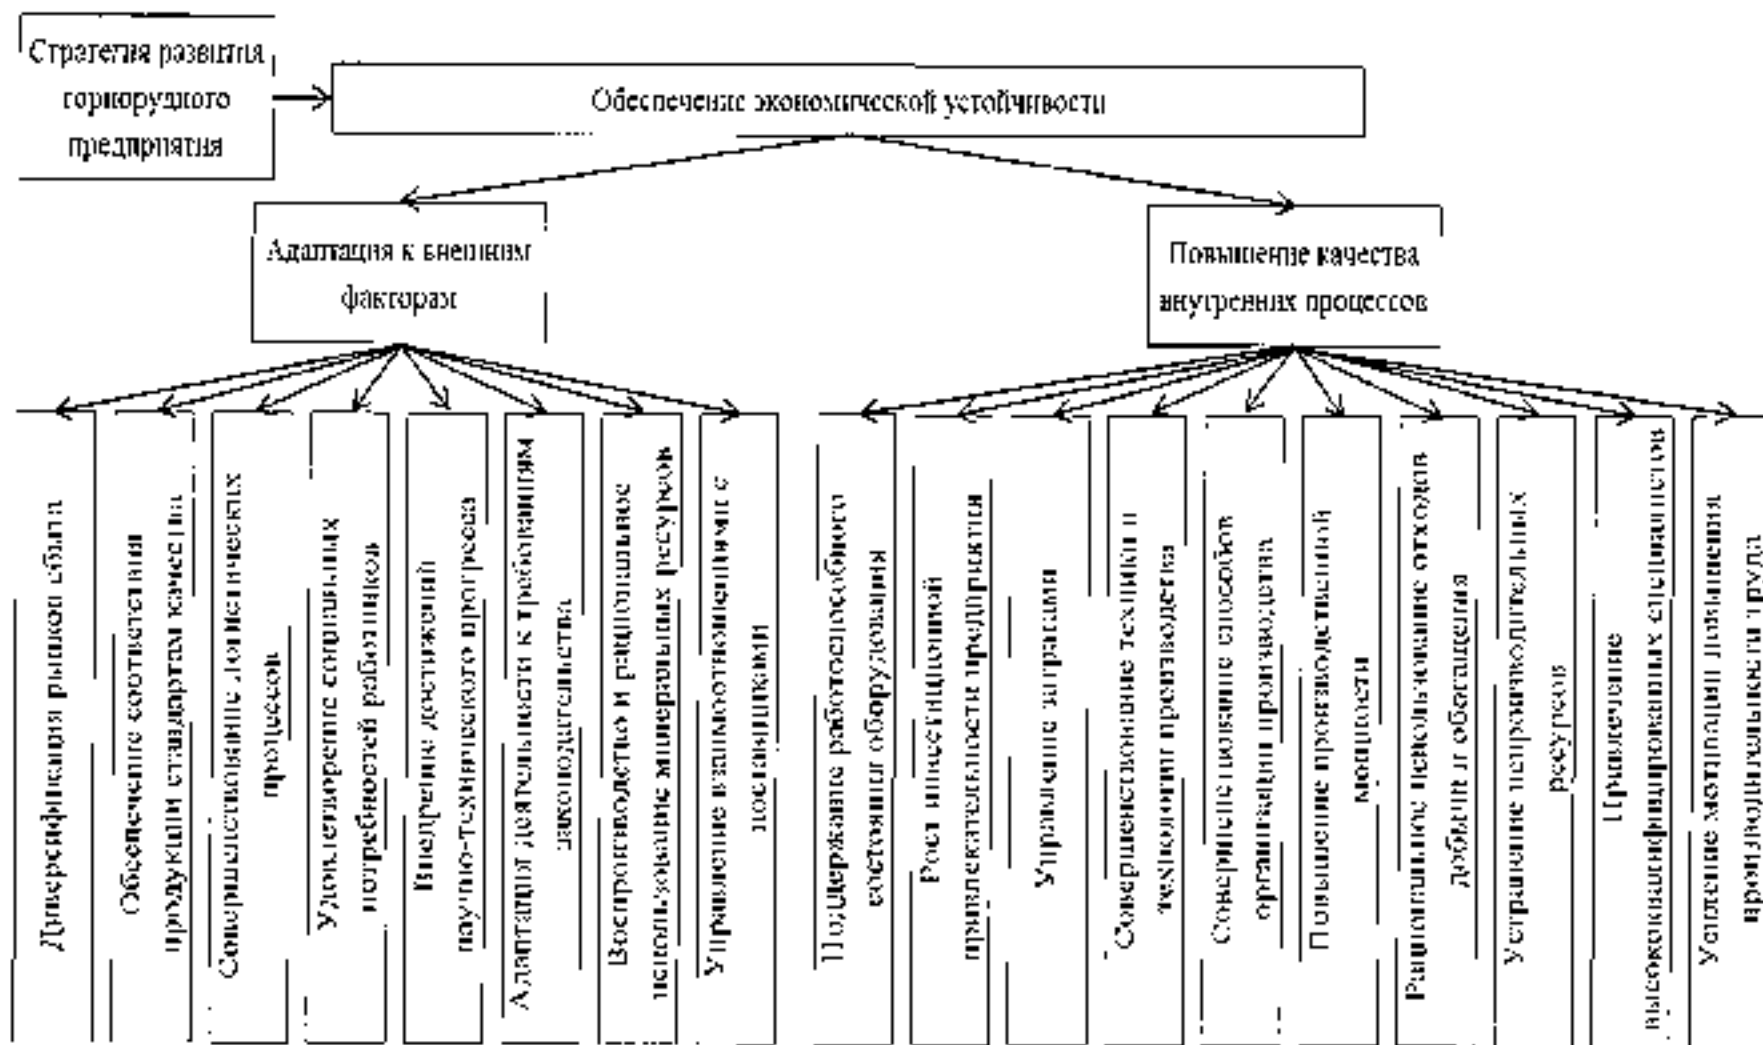 Стратегия развития
горнорудного
предприятия
Обеспечение экономической устойчивости
Адаптация к внешним
факторам
Повышение качества
внутренних процессов
Диверсификация рынков сбыта
Обеспечение соответствия
продукции стандартам качества
Совершенствование логистических
процессов
Удовлетворение социальных
потребностей работников
Внедрение достижений
научно-технического прогресса
Адаптация деятельности к требованиям
законодательства
Воспроизводство и рациональное
использование минеральных ресурсов
Управление взаимоотношениями с
поставщиками
Поддержание работоспособного
состояния оборудования
Рост инвестиционной
привлекательности предприятия
Управление затратами
Совершенствование техники и
технологии производства
Совершенствование способов
организации производства
Повышение производственной
мощности
Рациональное использование отходов
добычи и обогащения
Устранение непроизводительных
ресурсов
Привлечение
высококвалифицированных специалистов
Усиление мотивации повышения
производительности труда